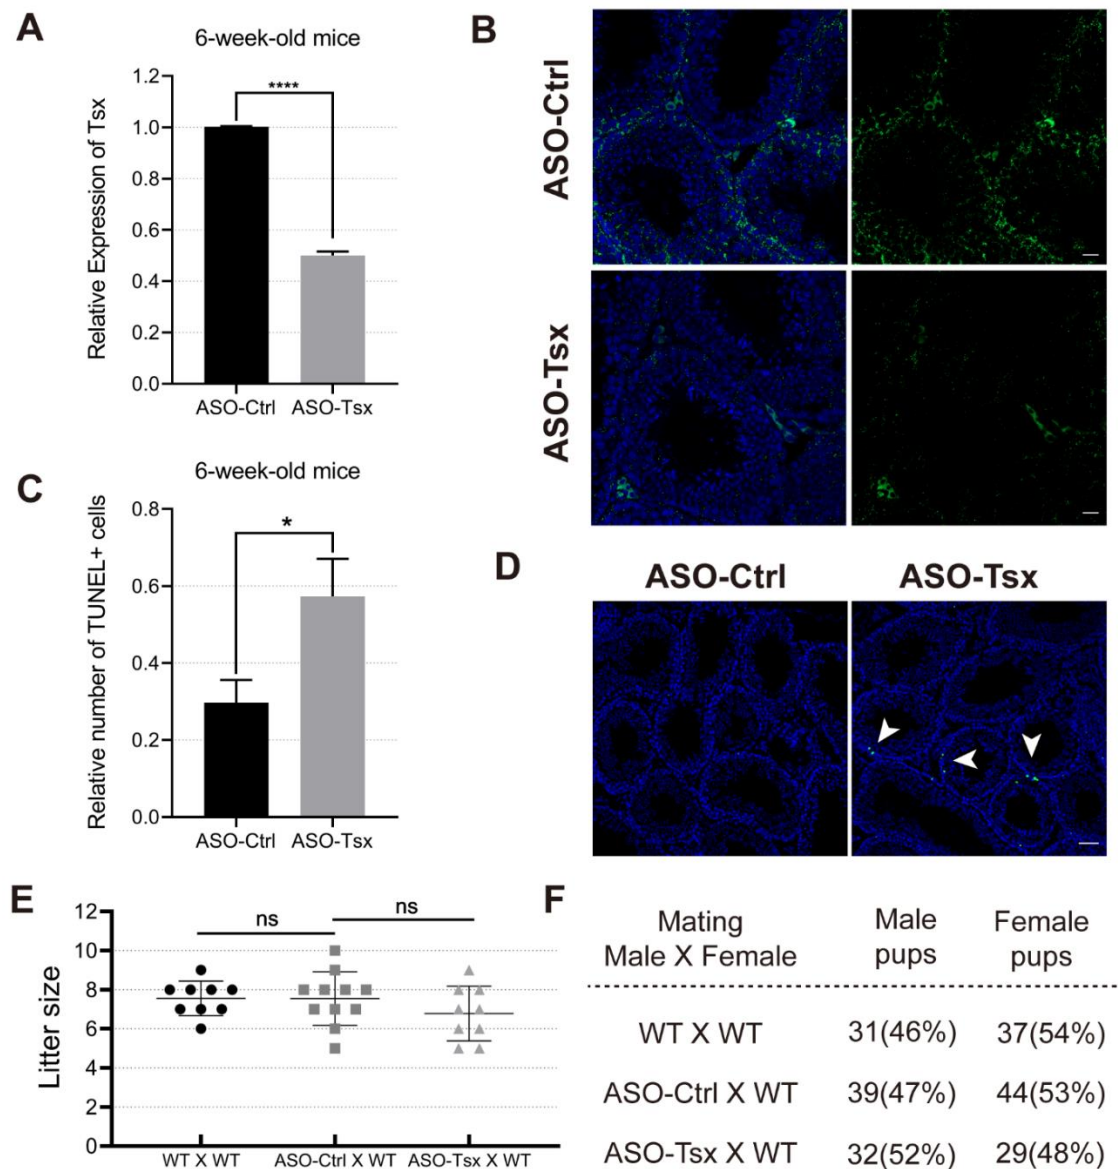 A
6-week-old mice
Relative Expression of Tsx
1.2
1.0
0.8
0.6
0.4
0.2
0.0
****
ASO-Ctrl
ASO-Tsx
B
ASO-Ctrl
ASO-Tsx
C
6-week-old mice
Relative number of TUNEL+ cells
0.8
0.6
0.4
0.2
0.0
*
ASO-Ctrl
ASO-Tsx
D
ASO-Ctrl
ASO-Tsx
E
Litter size
12
10
8
6
4
2
0
ns
ns
WT X WT
ASO-Ctrl X WT
ASO-Tsx X WT
F
Mating
Male X Female
Male
pups
Female
pups
WT X WT
31(46%)
37(54%)
ASO-Ctrl X WT
39(47%)
44(53%)
ASO-Tsx X WT
32(52%)
29(48%)